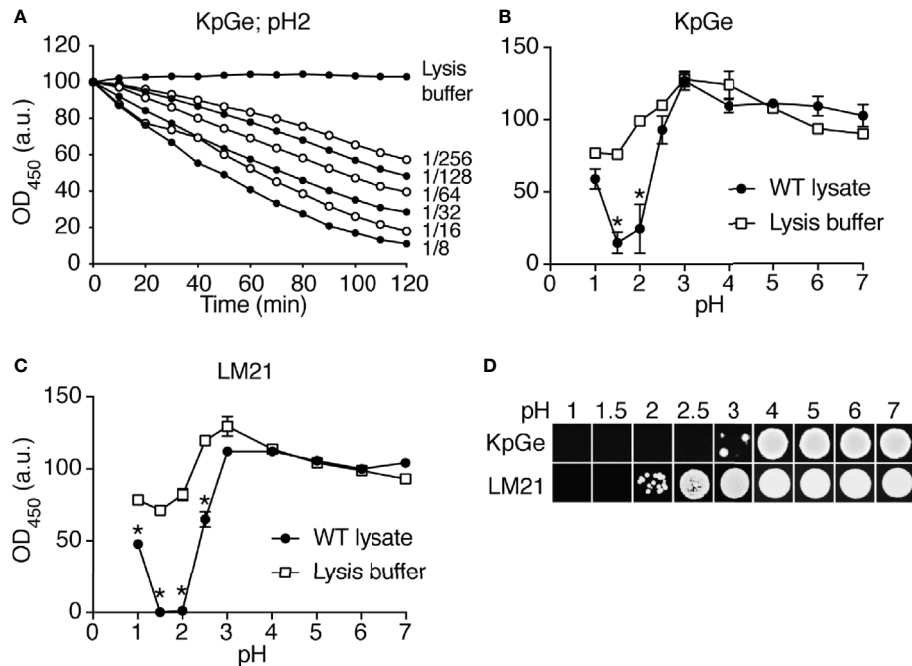 A
KpGe; pH2
120
100
80
60
40
20
0
OD450 (a.u.)
0 20 40 60 80 100 120
Time (min)
Lysis
buffer
1/256
1/128
1/64
1/32
1/16
1/8
B
KpGe
150
100
50
0
OD450 (a.u.)
* *
WT lysate
Lysis buffer
0 1 2 3 4 5 6 7
pH
C
LM21
150
100
50
0
OD450 (a.u.)
* * * *
WT lysate
Lysis buffer
0 1 2 3 4 5 6 7
pH
D
pH 1 1.5 2 2.5 3 4 5 6 7
KpGe
LM21